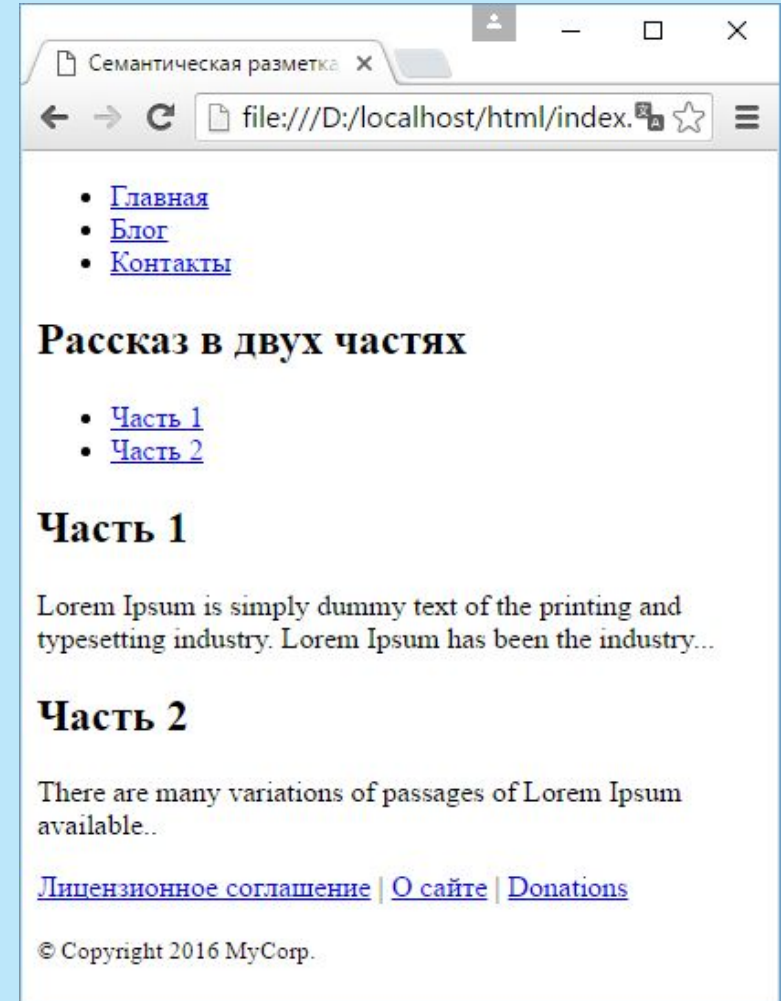 Семантическая разметка
file:///D:/localhost/html/index.
Главная
Блог
Контакты
Рассказ в двух частях
Часть 1
Часть 2
Часть 1
Lorem Ipsum is simply dummy text of the printing and
typesetting industry. Lorem Ipsum has been the industry...
Часть 2
There are many variations of passages of Lorem Ipsum
available..
Лицензионное соглашение | О сайте | Donations
© Copyright 2016 MyCorp.